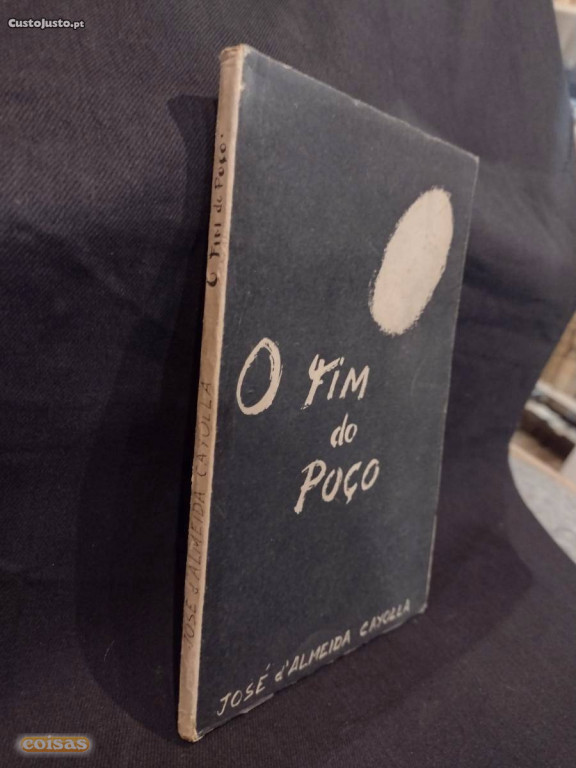 CustoJusto.pt
O Fim do Poço.
JOSÉ d'ALMEIDA CAYOLLA
O FIM
do
POÇO
JOSÉ d'ALMEIDA CAYOLLA
coisas